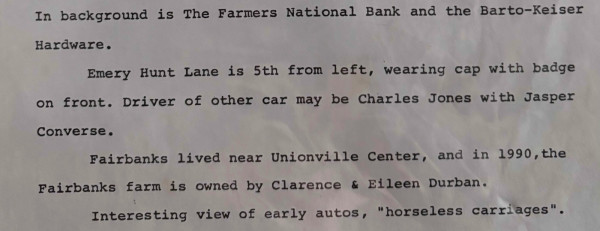 In background is The Farmers National Bank and the Barto-Keiser
Hardware.
Emery Hunt Lane is 5th from left, wearing cap with badge
on front. Driver of other car may be Charles Jones with Jasper
Converse.
Fairbanks lived near Unionville Center, and in 1990,the
Fairbanks farm is owned by Clarence & Eileen Durban.
Interesting view of early autos, "horseless carriages".